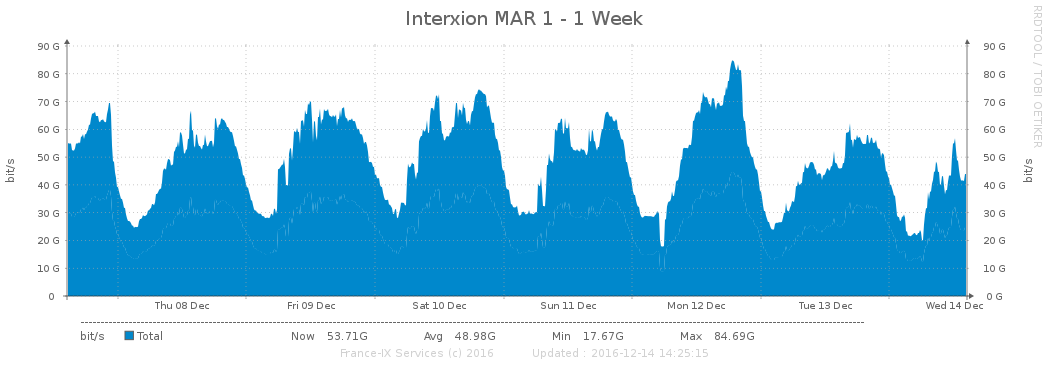 Interxion MAR 1 - 1 Week
RRDTOOL / TOBI OETIKER
90 G 90 G
80 G 80 G
70 G 70 G
60 G 60 G
50 G 50 G
40 G 40 G
30 G 30 G
20 G 20 G
10 G 10 G
0 0 G
bit/s bit/s
Thu 08 Dec Fri 09 Dec Sat 10 Dec Sun 11 Dec Mon 12 Dec Tue 13 Dec Wed 14 Dec
bit/s Total Now 53.71G Avg 48.98G Min 17.67G Max 84.69G
France-IX Services (c) 2016 Updated : 2016-12-14 14:25:15